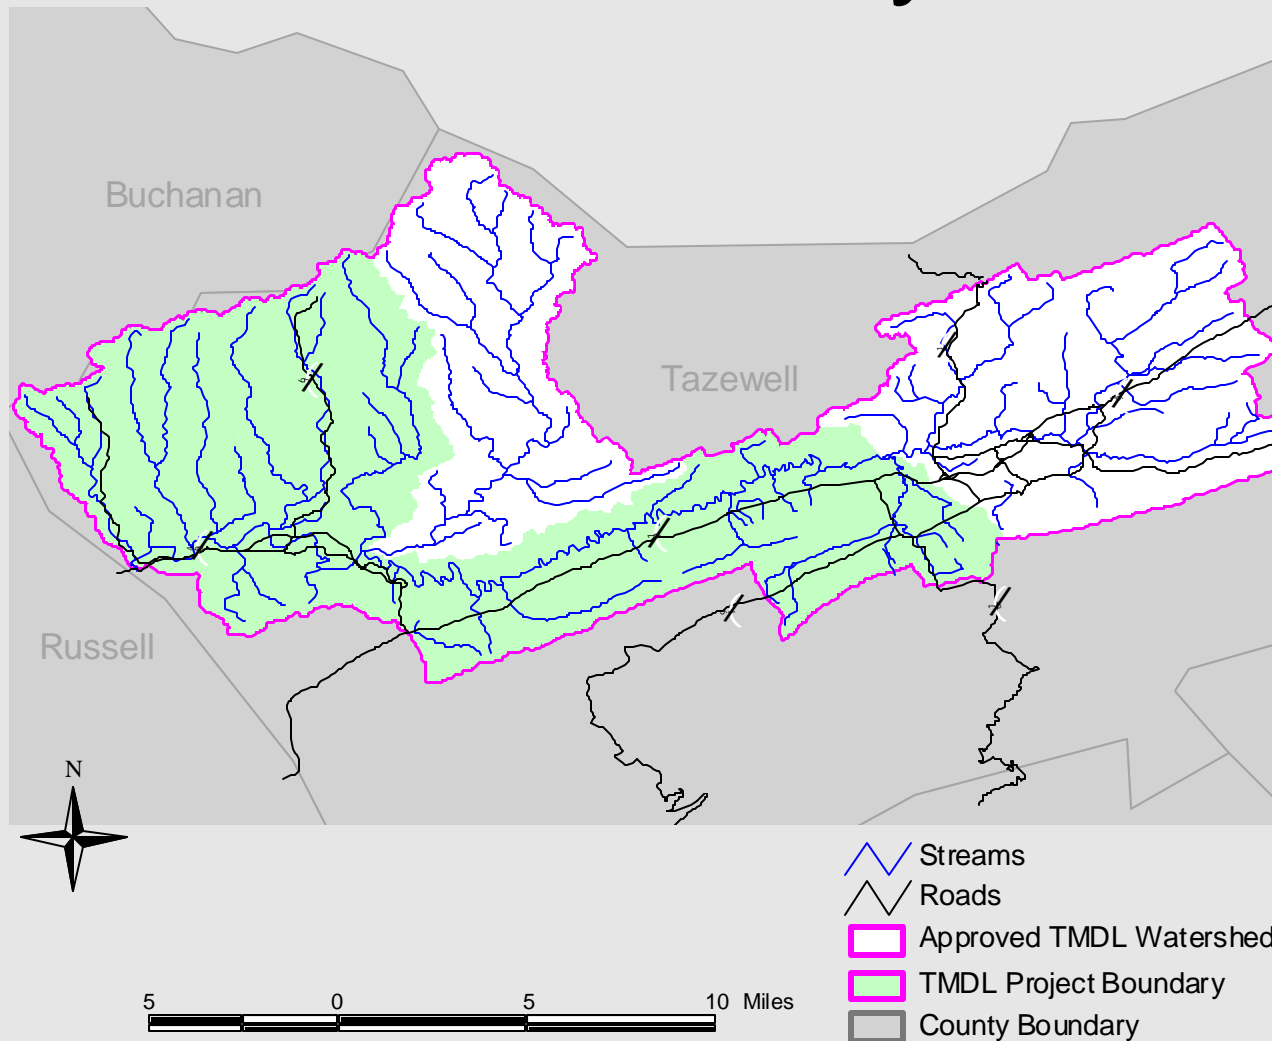 Buchanan
Tazewell
Russell
N
Streams
Roads
Approved TMDL Watershed
TMDL Project Boundary
County Boundary
5 0 5 10 Miles